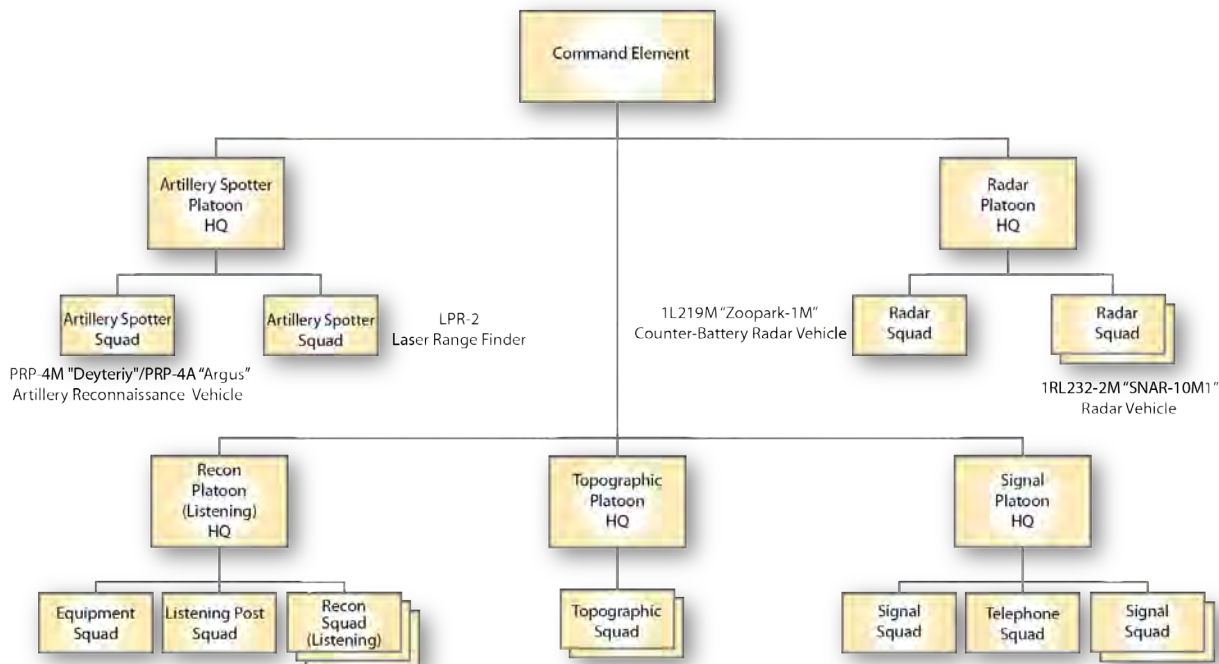 Command Element
Artillery Spotter
Platoon
HQ
Radar
Platoon
HQ
Artillery Spotter
Squad
Artillery Spotter
Squad
LPR-2
Laser Range Finder
1L219M "Zoopark-1M"
Counter-Battery Radar Vehicle
Radar
Squad
Radar
Squad
PRP-4M "Deyteriy"/PRP-4A "Argus"
Artillery Reconnaissance Vehicle
1RL232-2M "SNAR-10M1"
Radar Vehicle
Recon
Platoon
(Listening)
HQ
Topographic
Platoon
HQ
Signal
Platoon
HQ
Equipment
Squad
Listening Post
Squad
Recon
Squad
(Listening)
Topographic
Squad
Signal
Squad
Telephone
Squad
Signal
Squad